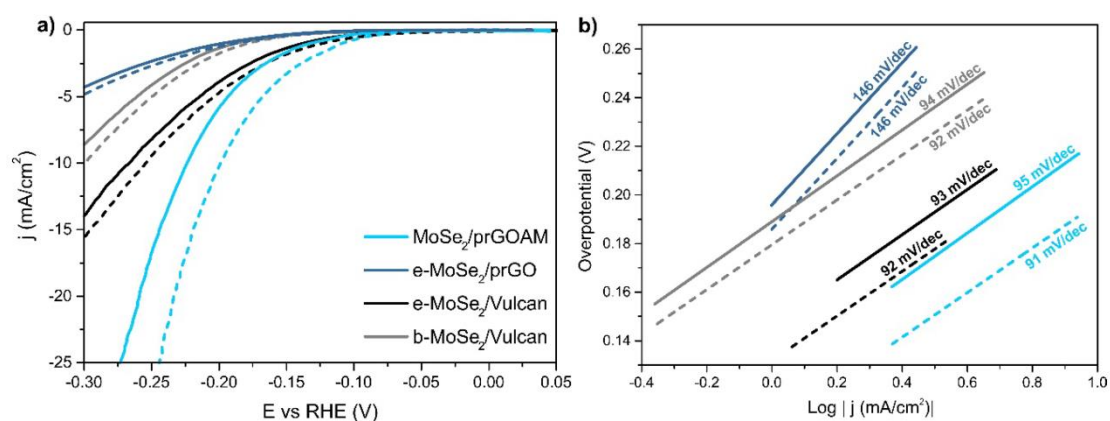 a)
0
-5
-10
-15
-20
-25
j (mA/cm²)
-0.30
-0.25
-0.20
-0.15
-0.10
-0.05
0.00
0.05
E vs RHE (V)
MoSe₂/prGOAM
e-MoSe₂/prGO
e-MoSe₂/Vulcan
b-MoSe₂/Vulcan
b)
0.26
0.24
0.22
0.20
0.18
0.16
0.14
Overpotential (V)
146 mV/dec
146 mV/dec
94 mV/dec
92 mV/dec
93 mV/dec
95 mV/dec
92 mV/dec
91 mV/dec
-0.4
-0.2
0.0
0.2
0.4
0.6
0.8
1.0
Log | j (mA/cm²)|